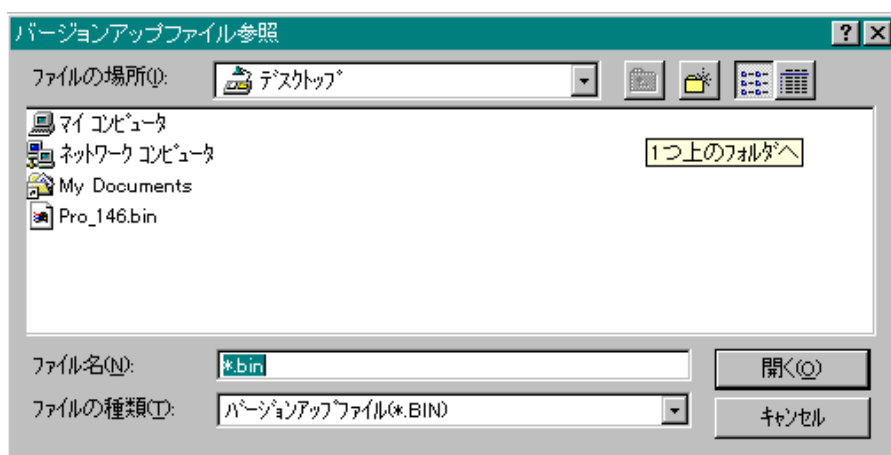 バージョンアップファイル参照
ファイルの場所(I):
デスクトップ
マイ コンピュータ
ネットワーク コンピュータ
1つ上のフォルダへ
My Documents
Pro_146.bin
ファイル名(N):
*.bin
開く(O)
ファイルの種類(T):
バージョンアップファイル(*.BIN)
キャンセル